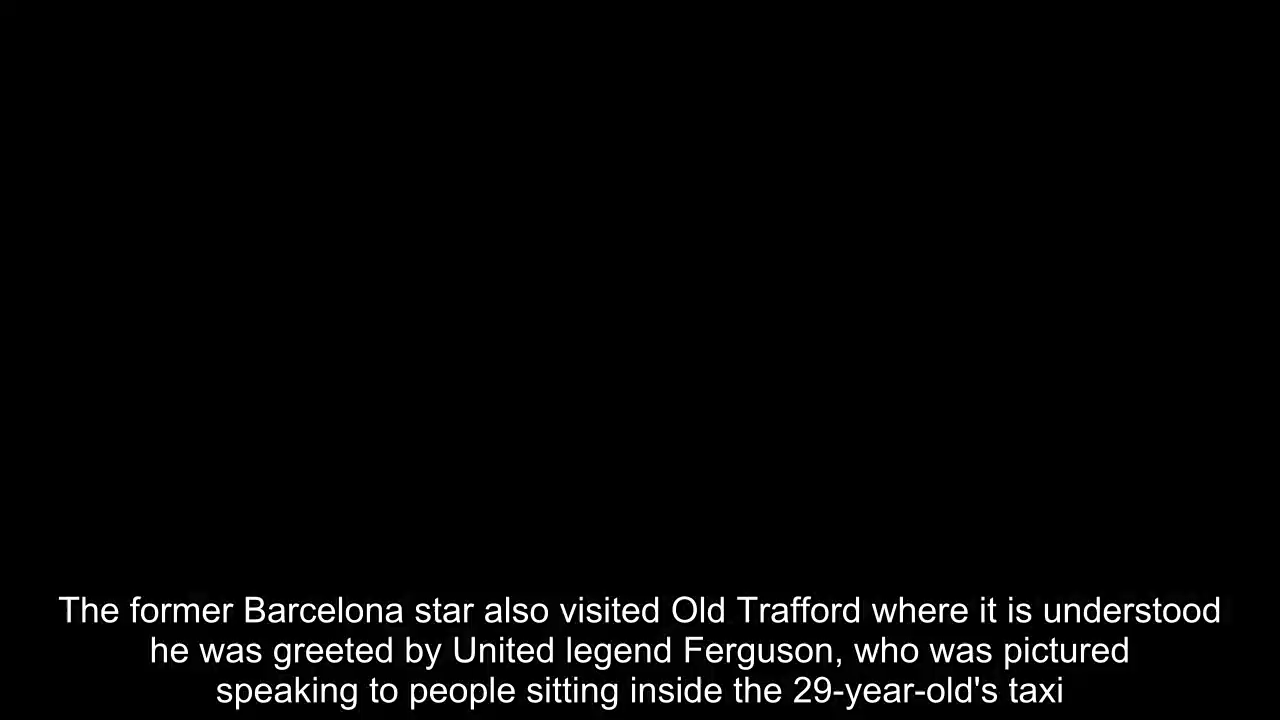 The former Barcelona star also visited Old Trafford where it is understood
he was greeted by United legend Ferguson, who was pictured
speaking to people sitting inside the 29-year-old's taxi